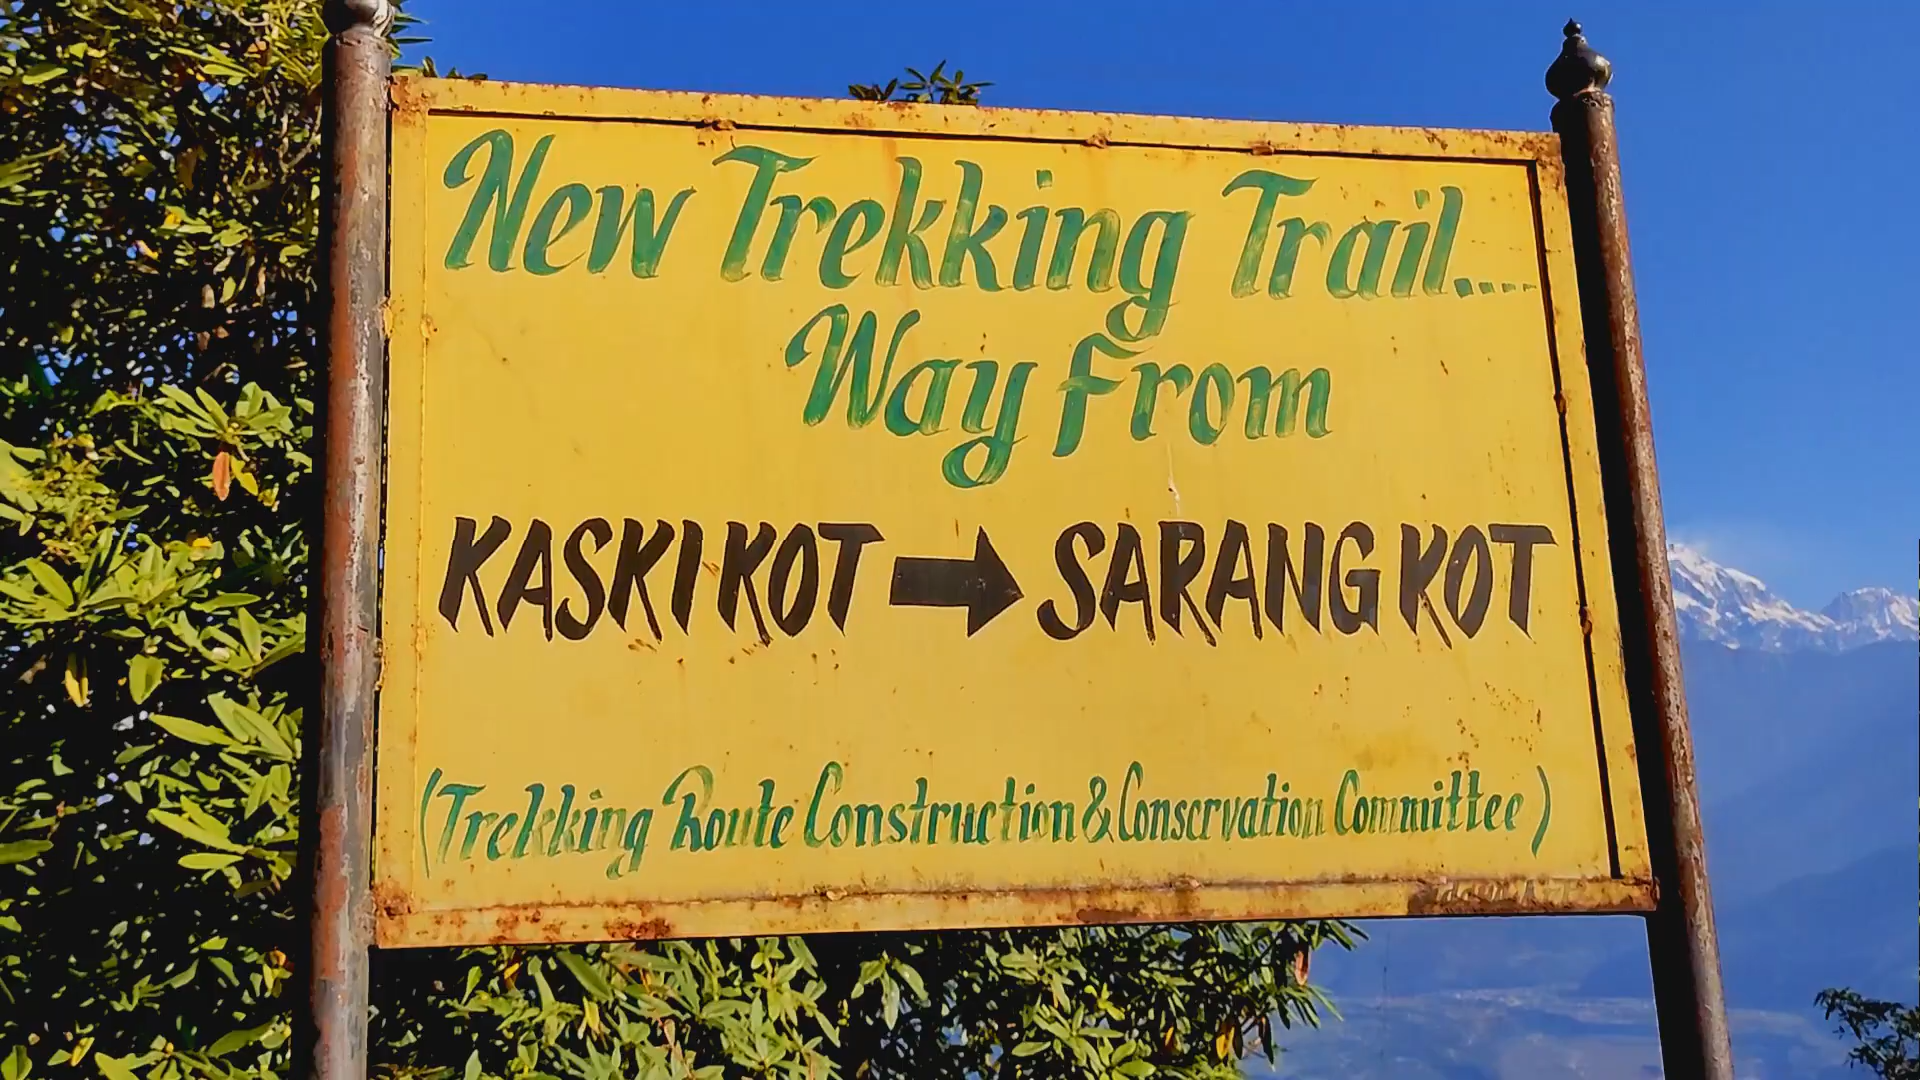 New Trekking Trail....
Way From
KASKIKOT → SARANGKOT
(Trekking Route Construction & Conservation Committee)